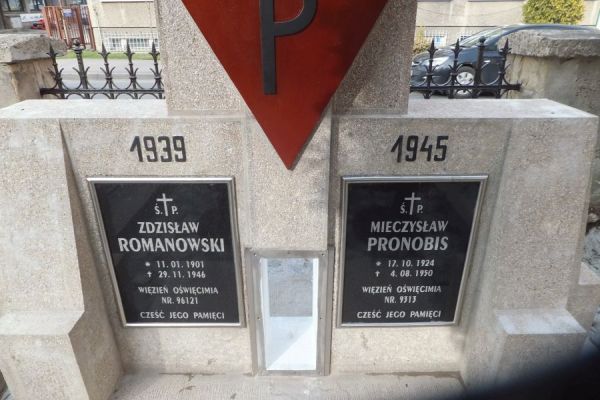 P
1939
1945
Ś. P.
ZDZISŁAW
ROMANOWSKI
* 11. 01. 1901
✝ 29. 11. 1946
WIĘZIEŃ OŚWIĘCIMIA
NR. 96121
CZEŚĆ JEGO PAMIĘCI
Ś. P.
MIECZYSŁAW
PRONOBIS
* 17. 10. 1924
✝ 4. 08. 1950
WIĘZIEŃ OŚWIĘCIMIA
NR. 9313
CZEŚĆ JEGO PAMIĘCI